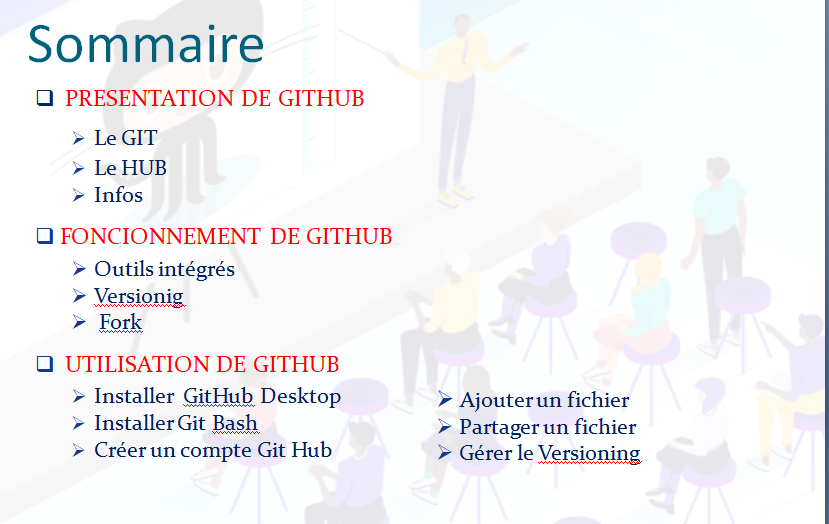 Sommaire
PRESENTATION DE GITHUB
Le GIT
Le HUB
Infos
FONCIONNEMENT DE GITHUB
Outils intégrés
Versionig
Fork
UTILISATION DE GITHUB
Installer GitHub Desktop
Installer Git Bash
Créer un compte Git Hub
Ajouter un fichier
Partager un fichier
Gérer le Versioning